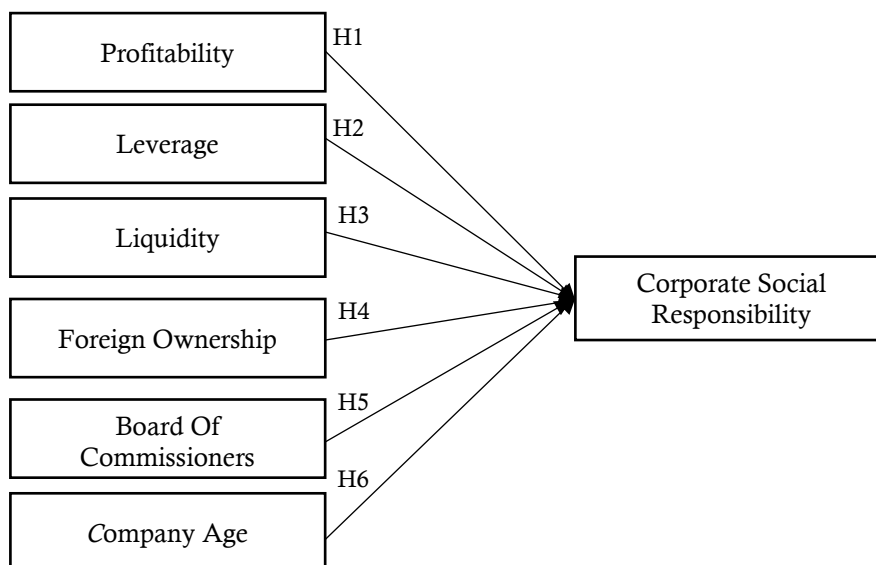 H1
Profitability
H2
Leverage
H3
Liquidity
H4
Foreign Ownership
H5
Board Of
Commissioners
H6
Company Age
Corporate Social
Responsibility